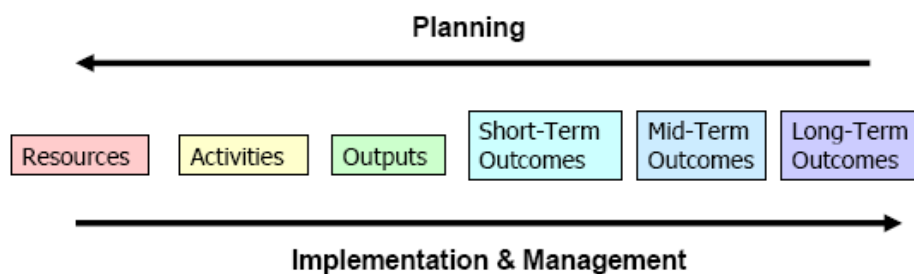 Planning
Resources
Activities
Outputs
Short-Term
Outcomes
Mid-Term
Outcomes
Long-Term
Outcomes
Implementation & Management